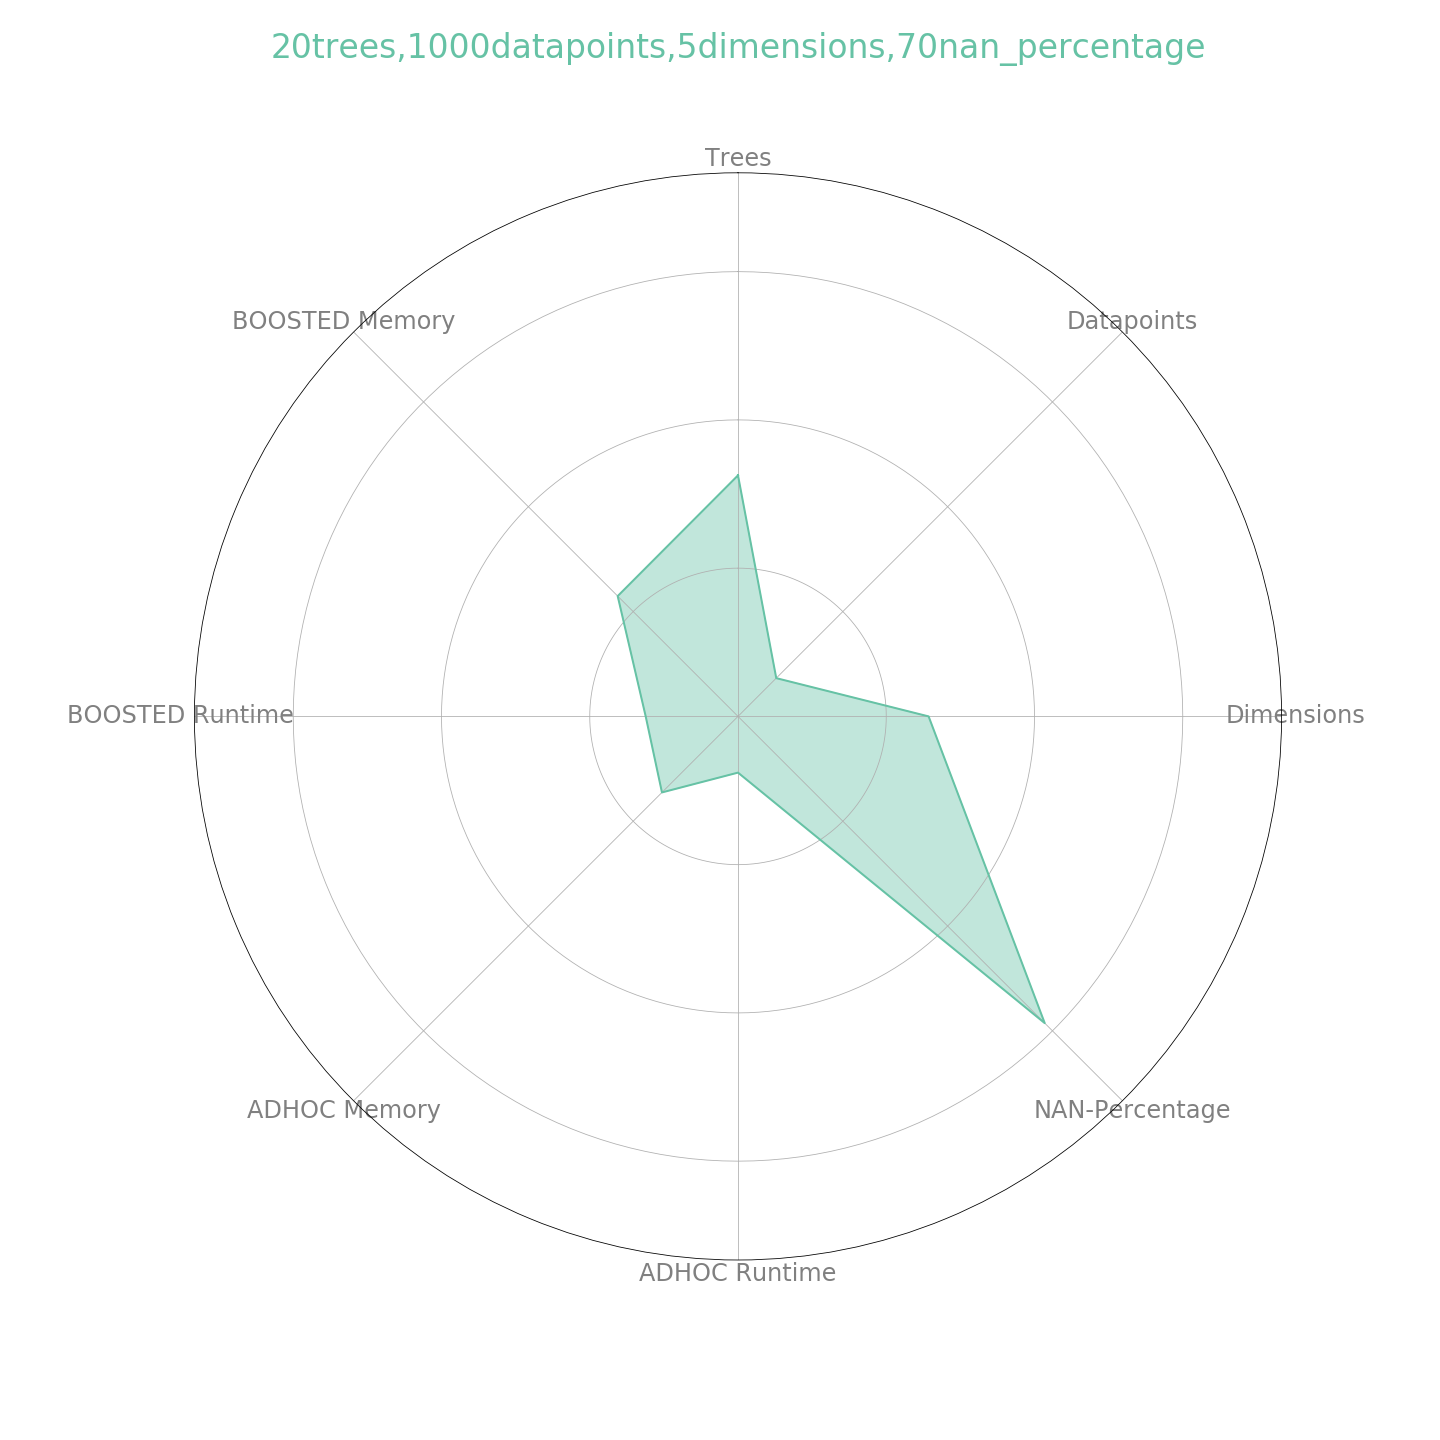 20trees,1000datapoints,5dimensions,70nan_percentage
Trees
BOOSTED Memory
Datapoints
BOOSTED Runtime
Dimensions
ADHOC Memory
NAN-Percentage
ADHOC Runtime